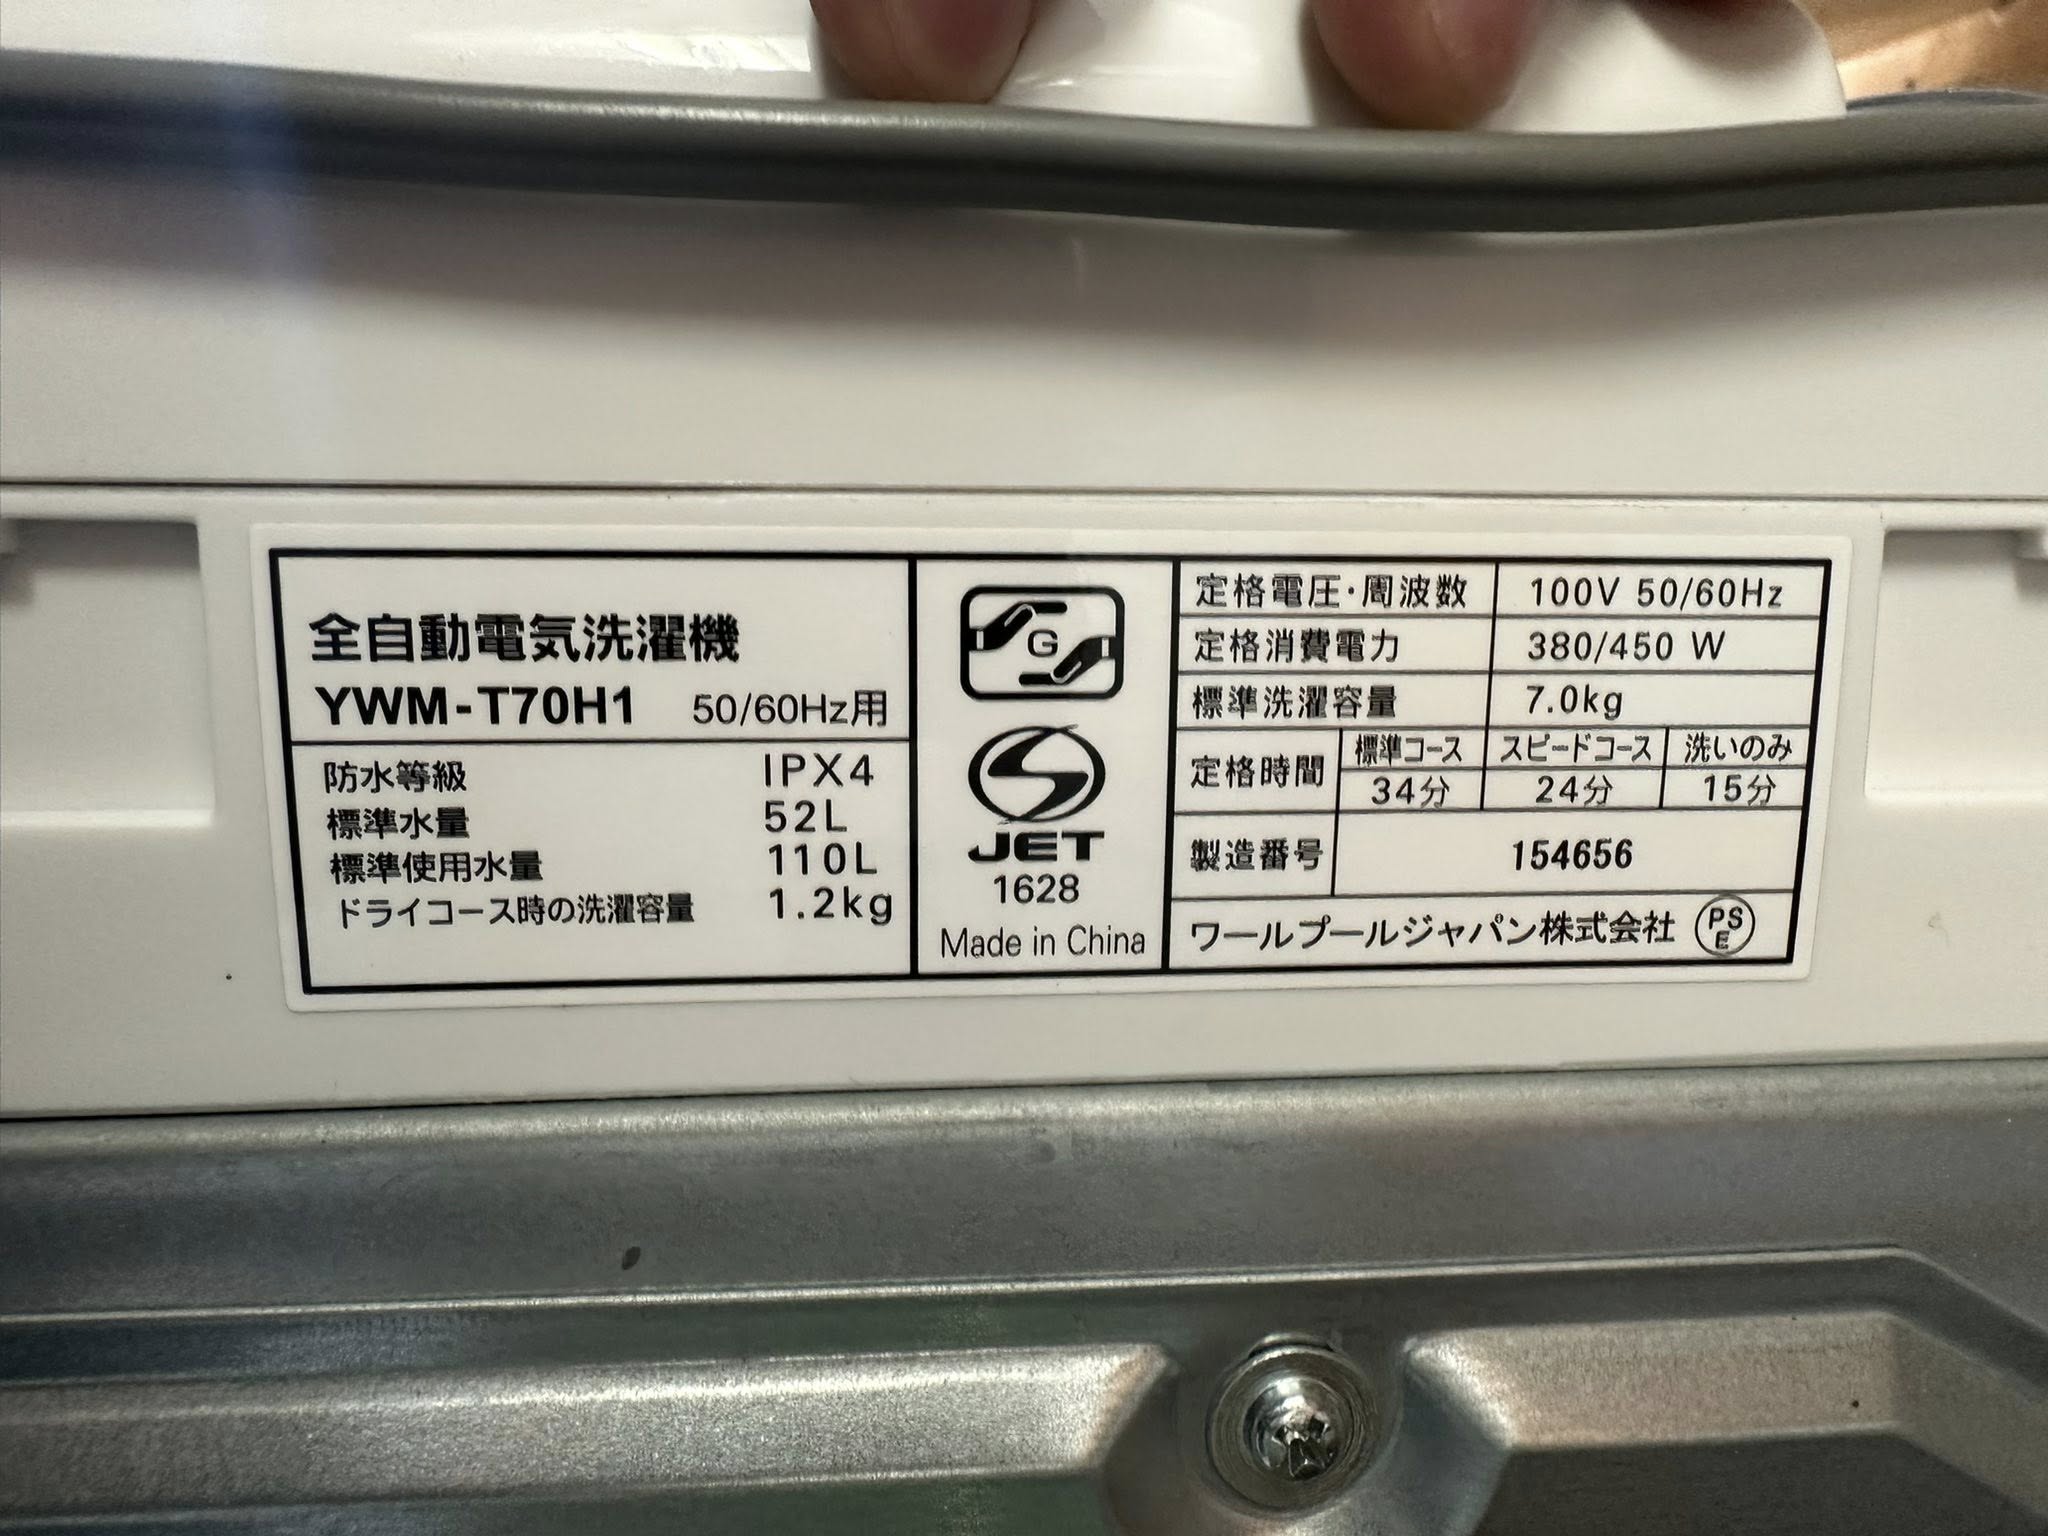 全自動電気洗濯機
YWM-T70H1 50/60Hz用
防水等級 IPX4
標準水量 52L
標準使用水量 110L
ドライコース時の洗濯容量 1.2kg
G
JET
1628
Made in China
定格電圧・周波数 100V 50/60Hz
定格消費電力 380/450 W
標準洗濯容量 7.0kg
定格時間 標準コース スピードコース 洗いのみ
34分 24分 15分
製造番号 154656
ワールプールジャパン株式会社 PS
E